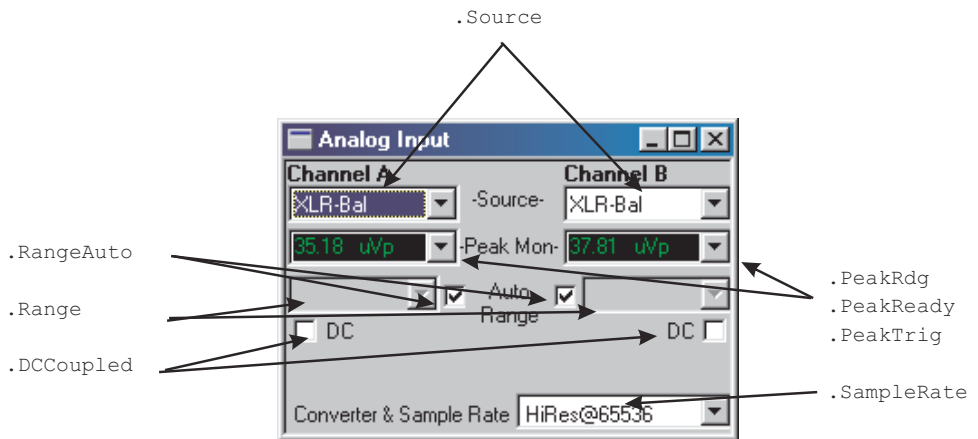 .Source
Analog Input
Channel A Channel B
XLR-Bal -Source- XLR-Bal
35.18 uVp -Peak Mon- 37.81 uVp
.RangeAuto
.PeakRdg
Auto
.Range
.PeakReady
Range
DC DC
.PeakTrig
.DCCoupled
.SampleRate
Converter & Sample Rate HiRes@65536